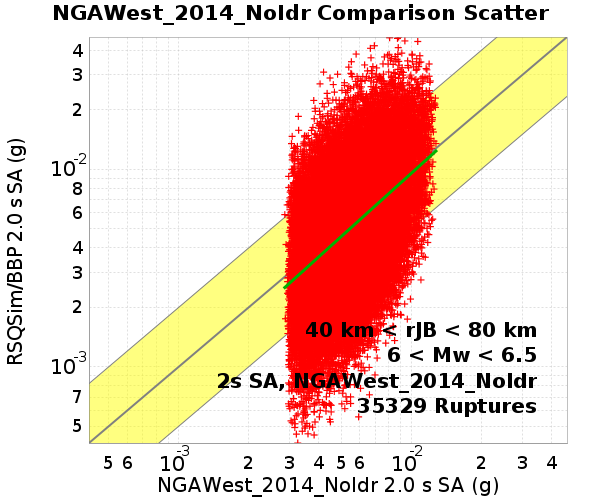 NGAWest_2014_NoIdr Comparison Scatter
RSQSim/BBP 2.0 s SA (g)
4
3
2
10-2
8
6
4
3
2
10-3
7
5
40 km < rJB < 80 km
6 < Mw < 6.5
2s SA, NGAWest_2014_NoIdr
35329 Ruptures
5 6 10-3 2 3 4 5 6 10-2 2 3 4
NGAWest_2014_NoIdr 2.0 s SA (g)